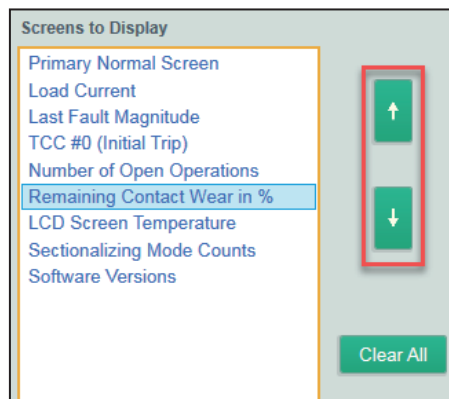 Screens to Display
Primary Normal Screen
Load Current
Last Fault Magnitude
TCC #0 (Initial Trip)
Number of Open Operations
Remaining Contact Wear in %
LCD Screen Temperature
Sectionalizing Mode Counts
Software Versions
Clear All